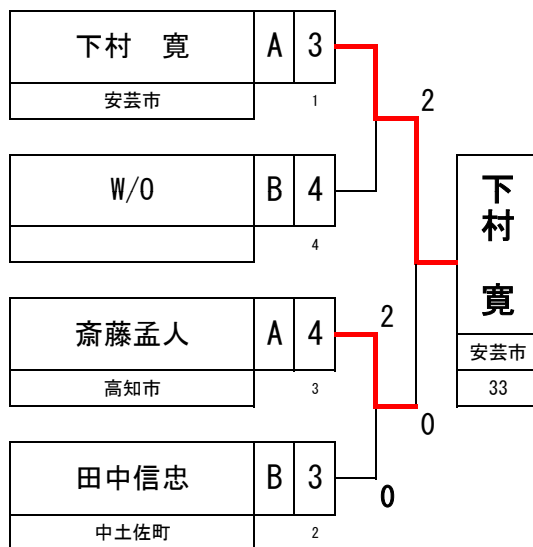 下村　寛 A 3
安芸市 1
2
W/O B 4
4
下村　寛
安芸市
33
斎藤孟人 A 4
高知市 3
2
0
田中信忠 B 3
中土佐町 2
0